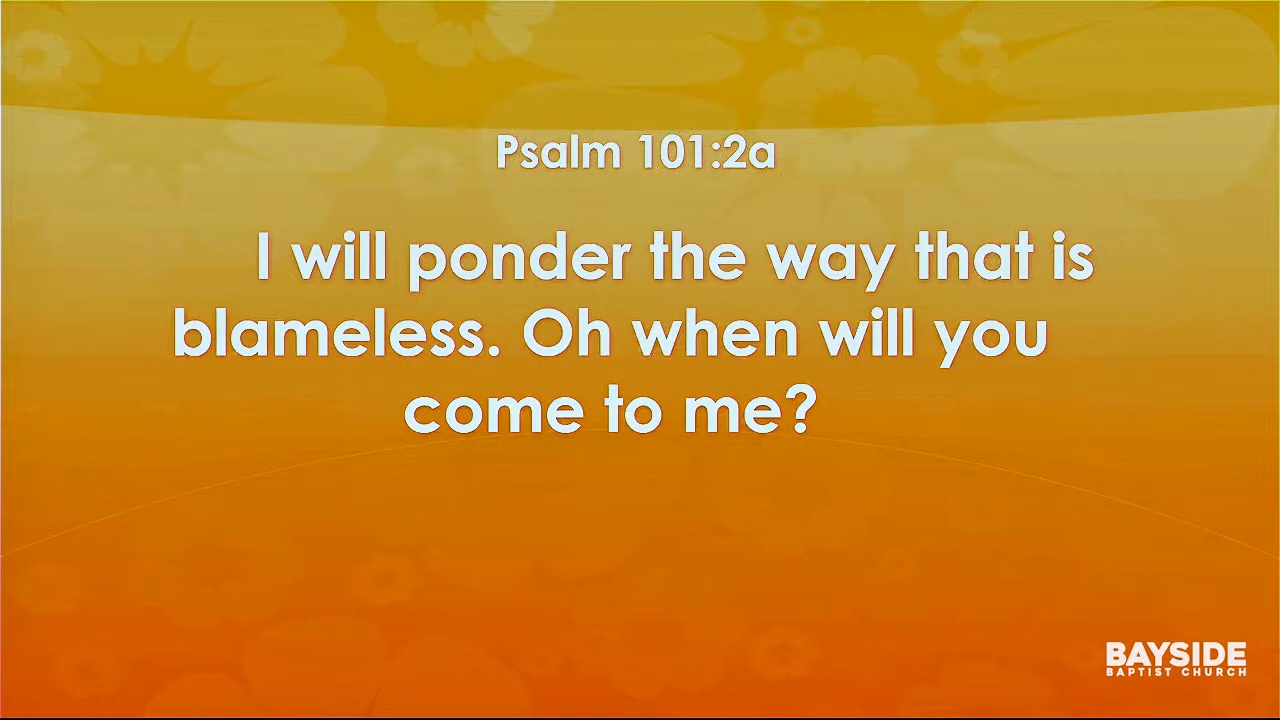 Psalm 101:2a
I will ponder the way that is
blameless. Oh when will you
come to me?
BAYSIDE
BAPTIST CHURCH